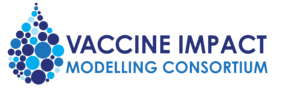 VACCINE IMPACT
MODELLING CONSORTIUM